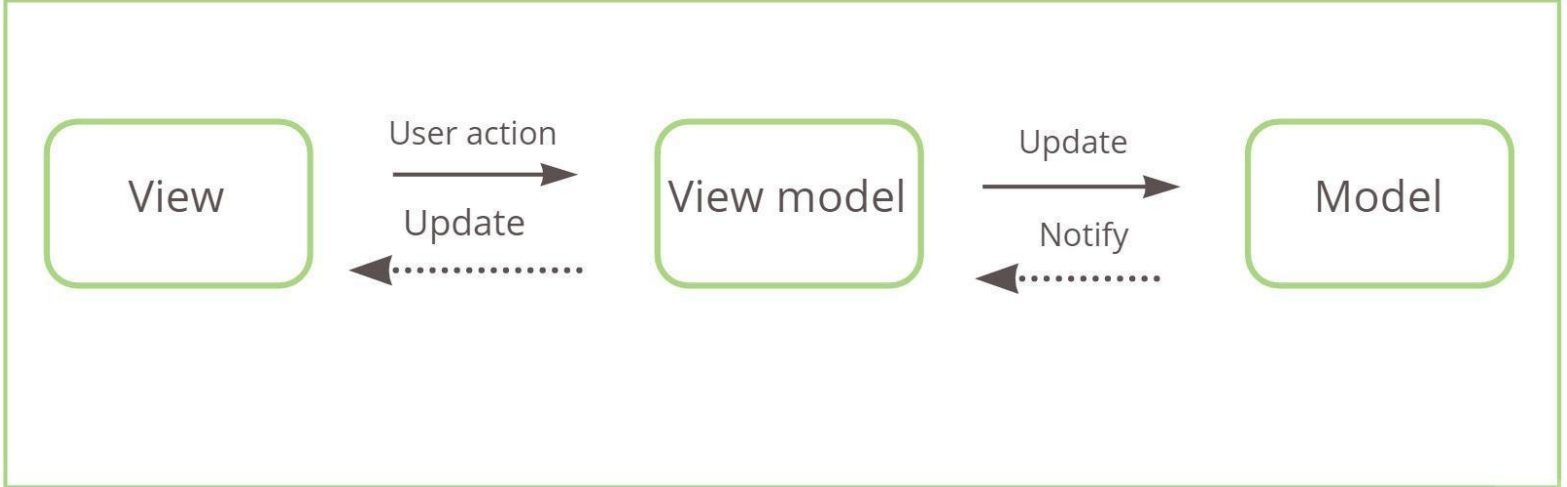 View
User action
Update
View model
Update
Notify
Model